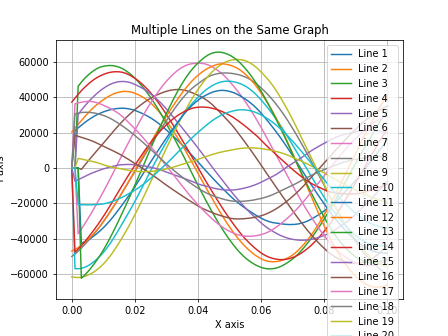 Multiple Lines on the Same Graph
60000
40000
20000
0
−20000
−40000
−60000
0.00
0.02
0.04
0.06
X axis
Line 1
Line 2
Line 3
Line 4
Line 5
Line 6
Line 7
Line 8
Line 9
Line 10
Line 11
Line 12
Line 13
Line 14
Line 15
Line 16
Line 17
Line 18
Line 19
Line 20